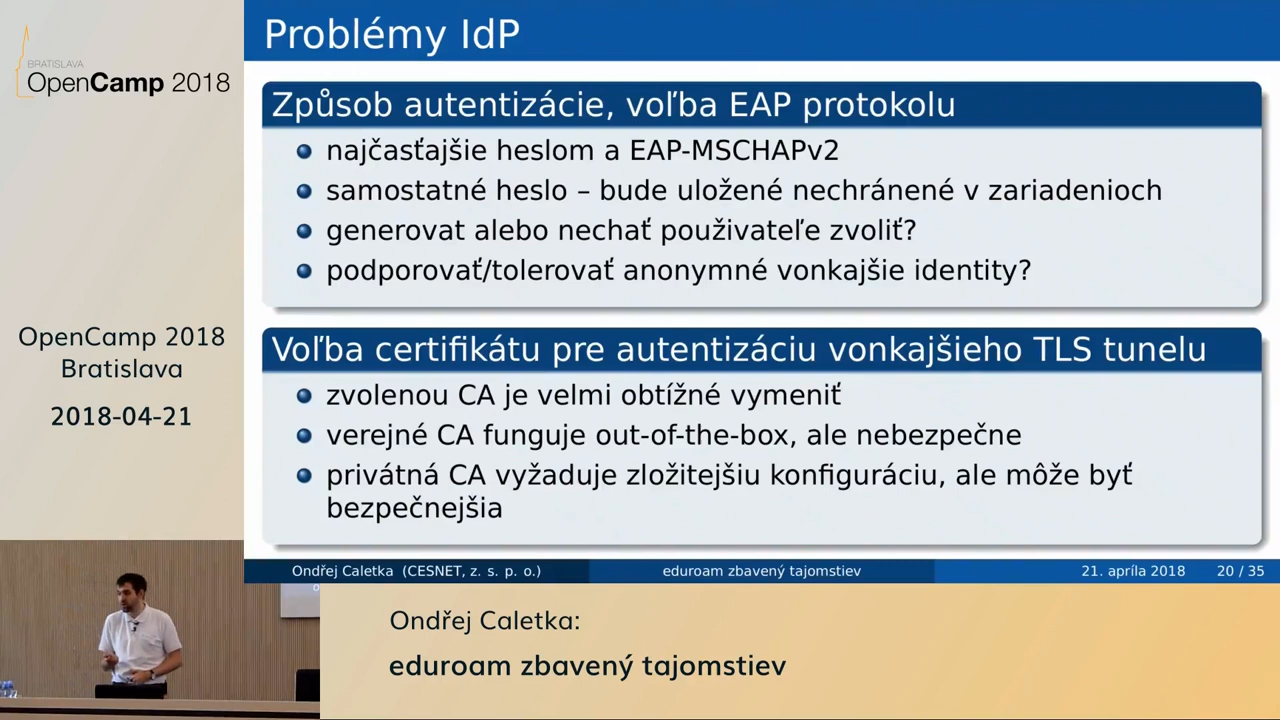 BRATISLAVA
OpenCamp 2018
OpenCamp 2018
Bratislava
2018-04-21
Problémy IdP
Způsob autentizácie, voľba EAP protokolu
najčasťajšie heslom a EAP-MSCHAPv2
samostatné heslo – bude uložené nechránené v zariadenioch
generovat alebo nechať použivateľe zvoliť?
podporovať/tolerovať anonymné vonkajšie identity?
Voľba certifikátu pre autentizáciu vonkajšieho TLS tunelu
zvolenou CA je velmi obtížné vymeniť
verejné CA funguje out-of-the-box, ale nebezpečne
privátná CA vyžaduje zložitejšiu konfiguráciu, ale môže byť
bezpečnejšia
Ondřej Caletka (CESNET, z. s. p. o.) eduroam zbavený tajomstiev 21. apríla 2018 20 / 35
Ondřej Caletka:
eduroam zbavený tajomstiev